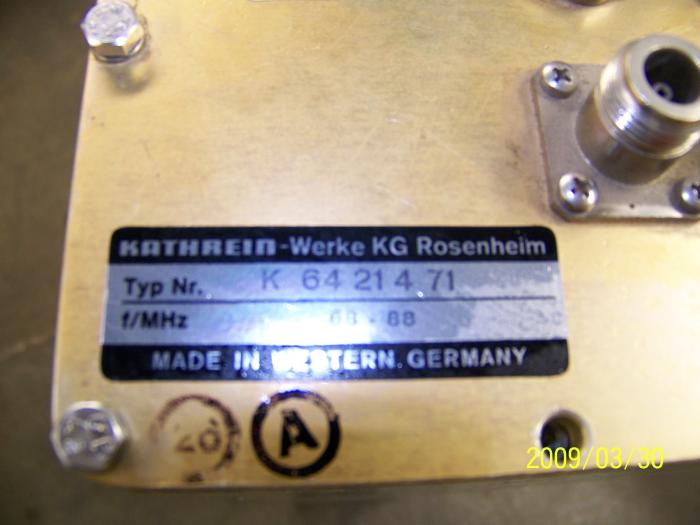 KATHREIN-Werke KG Rosenheim
Typ Nr. K 64 21 4 71
f/MHz 68 - 88
MADE IN WESTERN GERMANY
20 A
2009/03/30